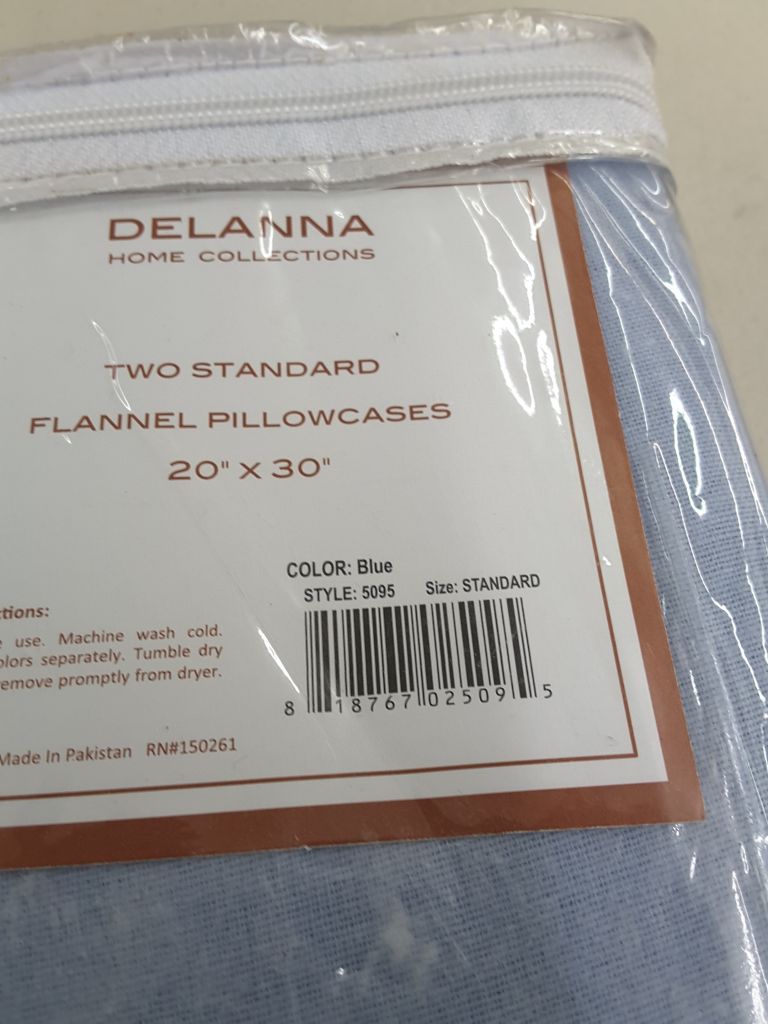 DELANNA
HOME COLLECTIONS
TWO STANDARD
FLANNEL PILLOWCASES
20" X 30"
COLOR: Blue
STYLE: 5095 Size: STANDARD
8 18767 02509 5
use. Machine wash cold.
separately. Tumble dry
promptly from dryer.
Made In Pakistan RN#150261